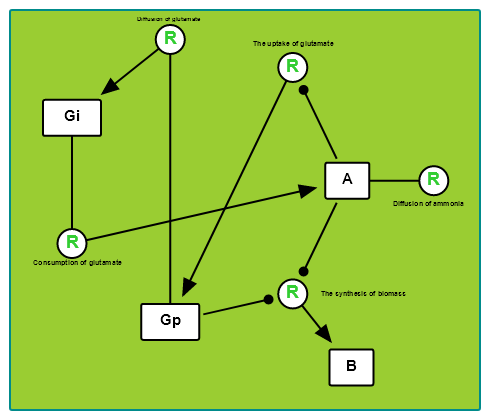 Diffusion of glutamate
R
The uptake of glutamate
R
Gi
A
R
Diffusion of ammonia
R
Consumption of glutamate
R
The synthesis of biomass
Gp
B